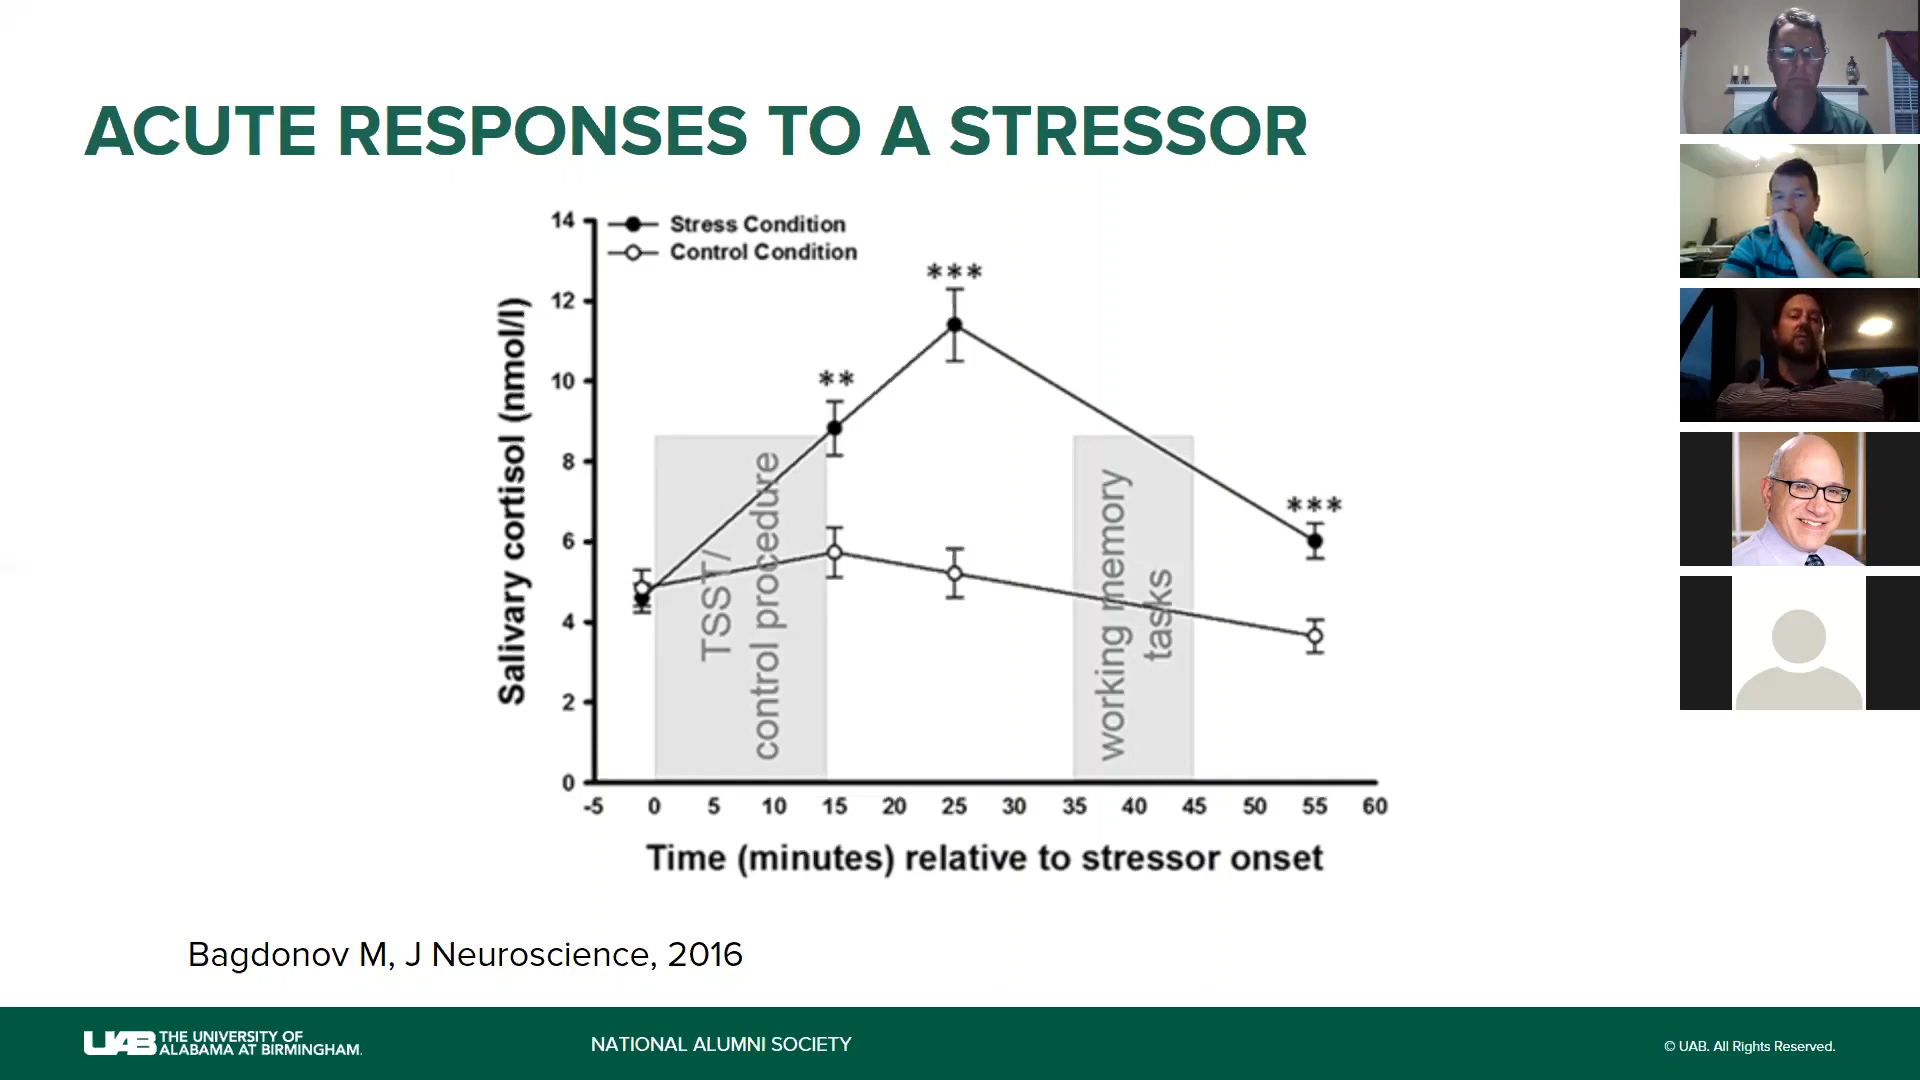 ACUTE RESPONSES TO A STRESSOR
14
12
10
8
6
4
2
0
Stress Condition
Control Condition
***
**
***
Salivary cortisol (nmol/l)
TSST/
control procedure
working memory
tasks
-5 0 5 10 15 20 25 30 35 40 45 50 55 60
Time (minutes) relative to stressor onset
Bagdonov M, J Neuroscience, 2016
UAB THE UNIVERSITY OF
ALABAMA AT BIRMINGHAM.
NATIONAL ALUMNI SOCIETY
© UAB. All Rights Reserved.